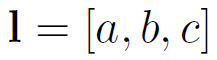 l = [a, b, c]